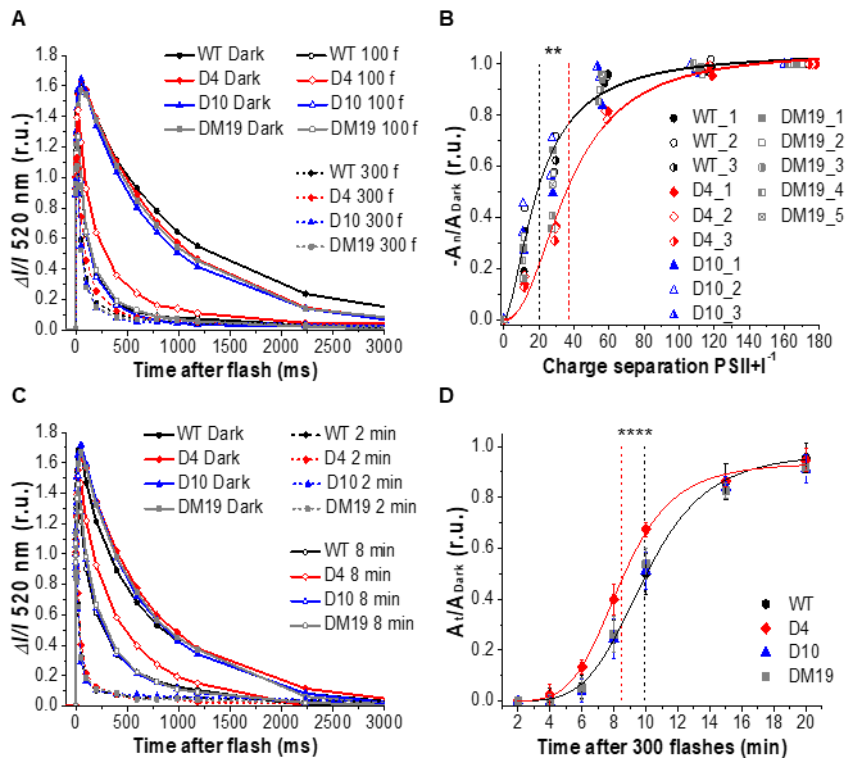 A
ΔI/I 520 nm (r.u.)
1.8
1.6
1.4
1.2
1.0
0.8
0.6
0.4
0.2
0.0
WT Dark
D4 Dark
D10 Dark
DM19 Dark
WT 100 f
D4 100 f
D10 100 f
DM19 100 f
WT 300 f
D4 300 f
D10 300 f
DM19 300 f
0 500 1000 1500 2000 2500 3000
Time after flash (ms)
B
-An/ADark (r.u.)
1.0
0.8
0.6
0.4
0.2
0.0
**
WT_1
WT_2
WT_3
D4_1
D4_2
D4_3
D10_1
D10_2
D10_3
DM19_1
DM19_2
DM19_3
DM19_4
DM19_5
0 20 40 60 80 100 120 140 160 180
Charge separation PSII+I-1
C
ΔI/I 520 nm (r.u.)
1.8
1.6
1.4
1.2
1.0
0.8
0.6
0.4
0.2
0.0
WT Dark
D4 Dark
D10 Dark
DM19 Dark
WT 2 min
D4 2 min
D10 2 min
DM19 2 min
WT 8 min
D4 8 min
D10 8 min
DM19 8 min
0 500 1000 1500 2000 2500 3000
Time after flash (ms)
D
At/ADark (r.u.)
1.0
0.8
0.6
0.4
0.2
0.0
****
WT
D4
D10
DM19
2 4 6 8 10 12 14 16 18 20
Time after 300 flashes (min)